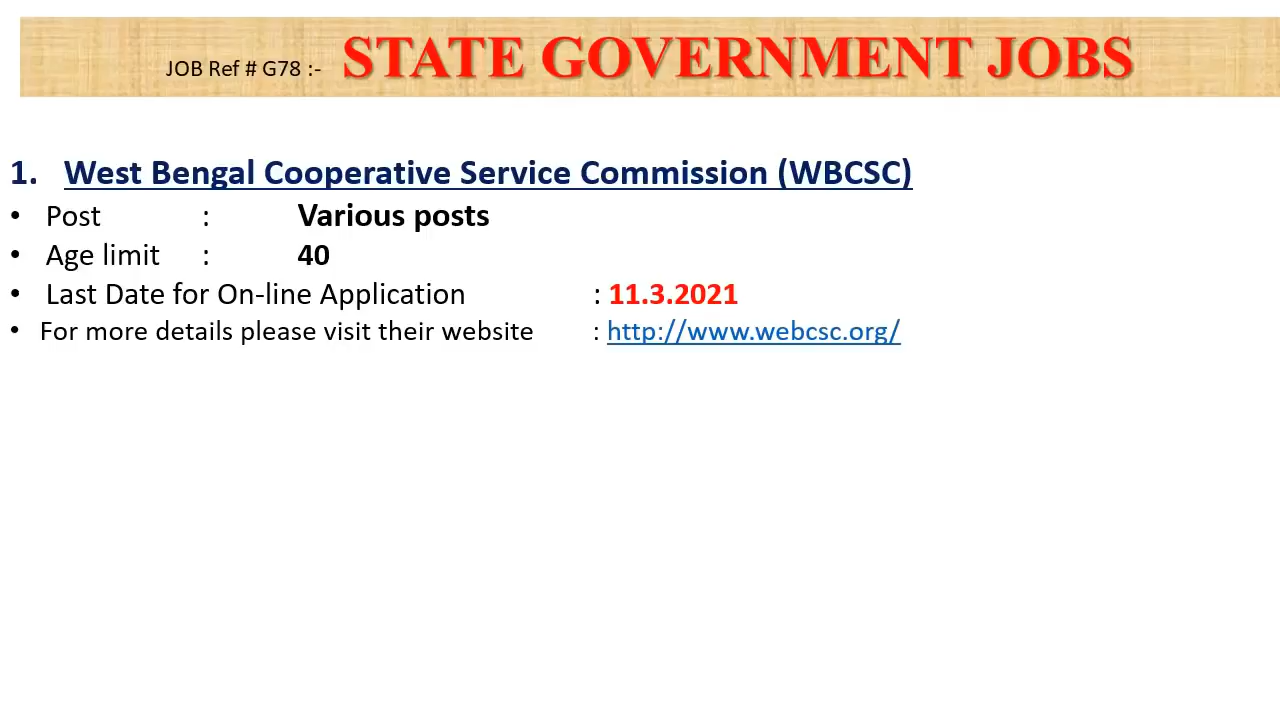 JOB Ref # G78 :- STATE GOVERNMENT JOBS
1. West Bengal Cooperative Service Commission (WBCSC)
• Post : Various posts
• Age limit : 40
• Last Date for On-line Application : 11.3.2021
• For more details please visit their website : http://www.webcsc.org/